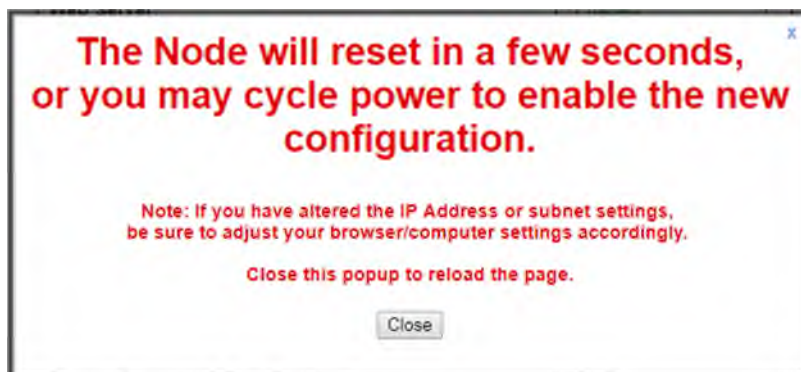 x
The Node will reset in a few seconds,
or you may cycle power to enable the new
configuration.
Note: If you have altered the IP Address or subnet settings,
be sure to adjust your browser/computer settings accordingly.
Close this popup to reload the page.
Close